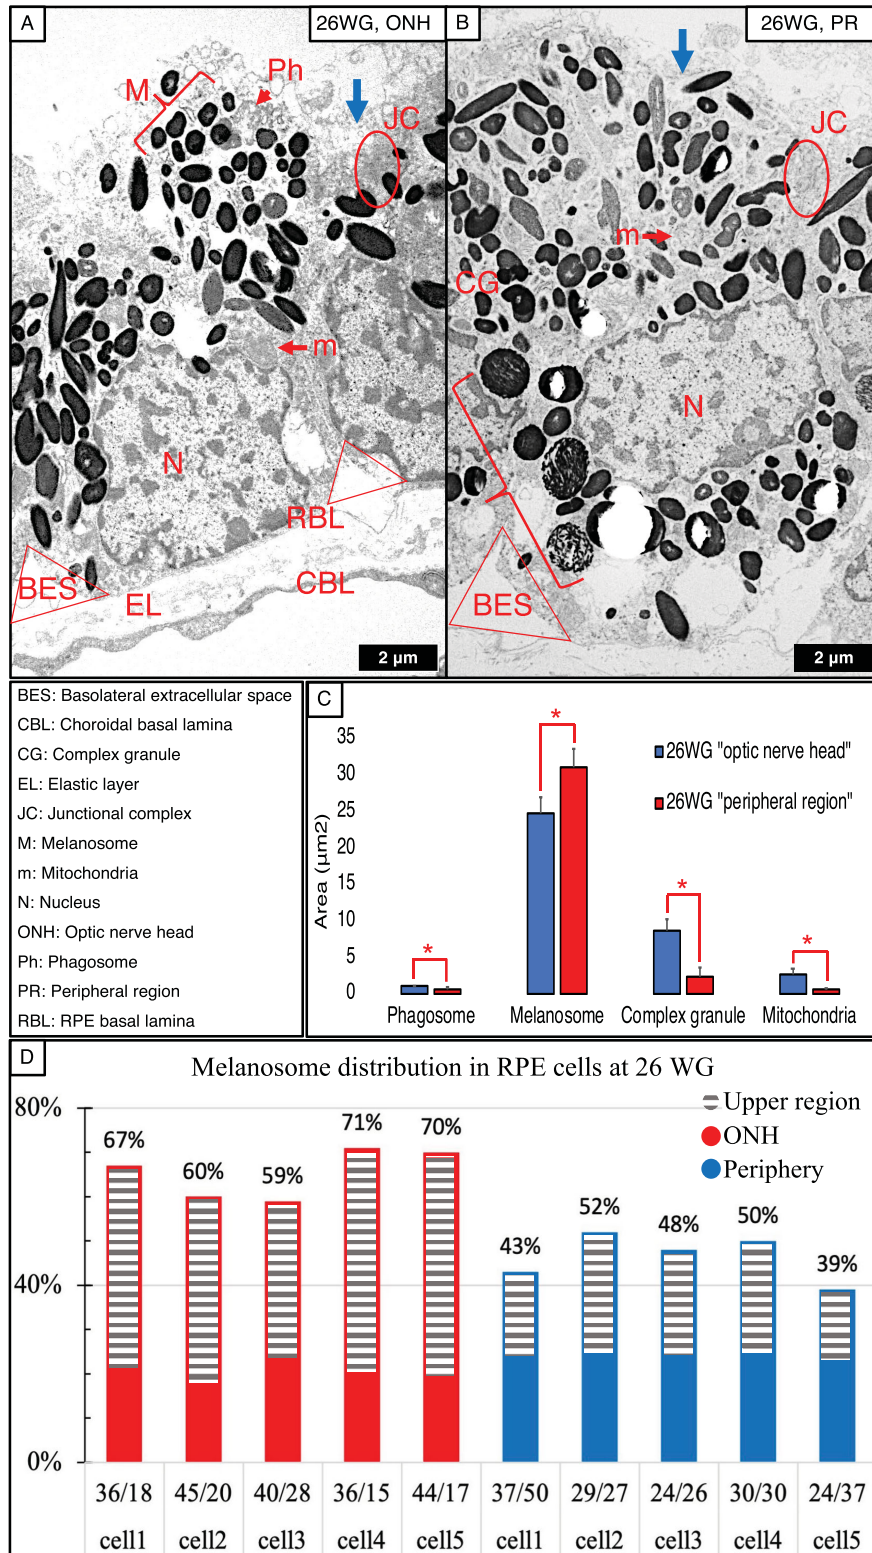 A
26WG, ONH
M
Ph
JC
m
N
RBL
BES
EL
CBL
2 μm
B
26WG, PR
JC
m
CG
N
BES
2 μm
BES: Basolateral extracellular space
CBL: Choroidal basal lamina
CG: Complex granule
EL: Elastic layer
JC: Junctional complex
M: Melanosome
m: Mitochondria
N: Nucleus
ONH: Optic nerve head
Ph: Phagosome
PR: Peripheral region
RBL: RPE basal lamina
C
Area (μm2)
35
30
25
20
15
10
5
0
* * * *
26WG "optic nerve head"
26WG "peripheral region"
Phagosome Melanosome Complex granule Mitochondria
D
Melanosome distribution in RPE cells at 26 WG
Upper region
ONH
Periphery
80%
40%
0%
67% 60% 59% 71% 70% 43% 52% 48% 50% 39%
36/18 45/20 40/28 36/15 44/17 37/50 29/27 24/26 30/30 24/37
cell1 cell2 cell3 cell4 cell5 cell1 cell2 cell3 cell4 cell5